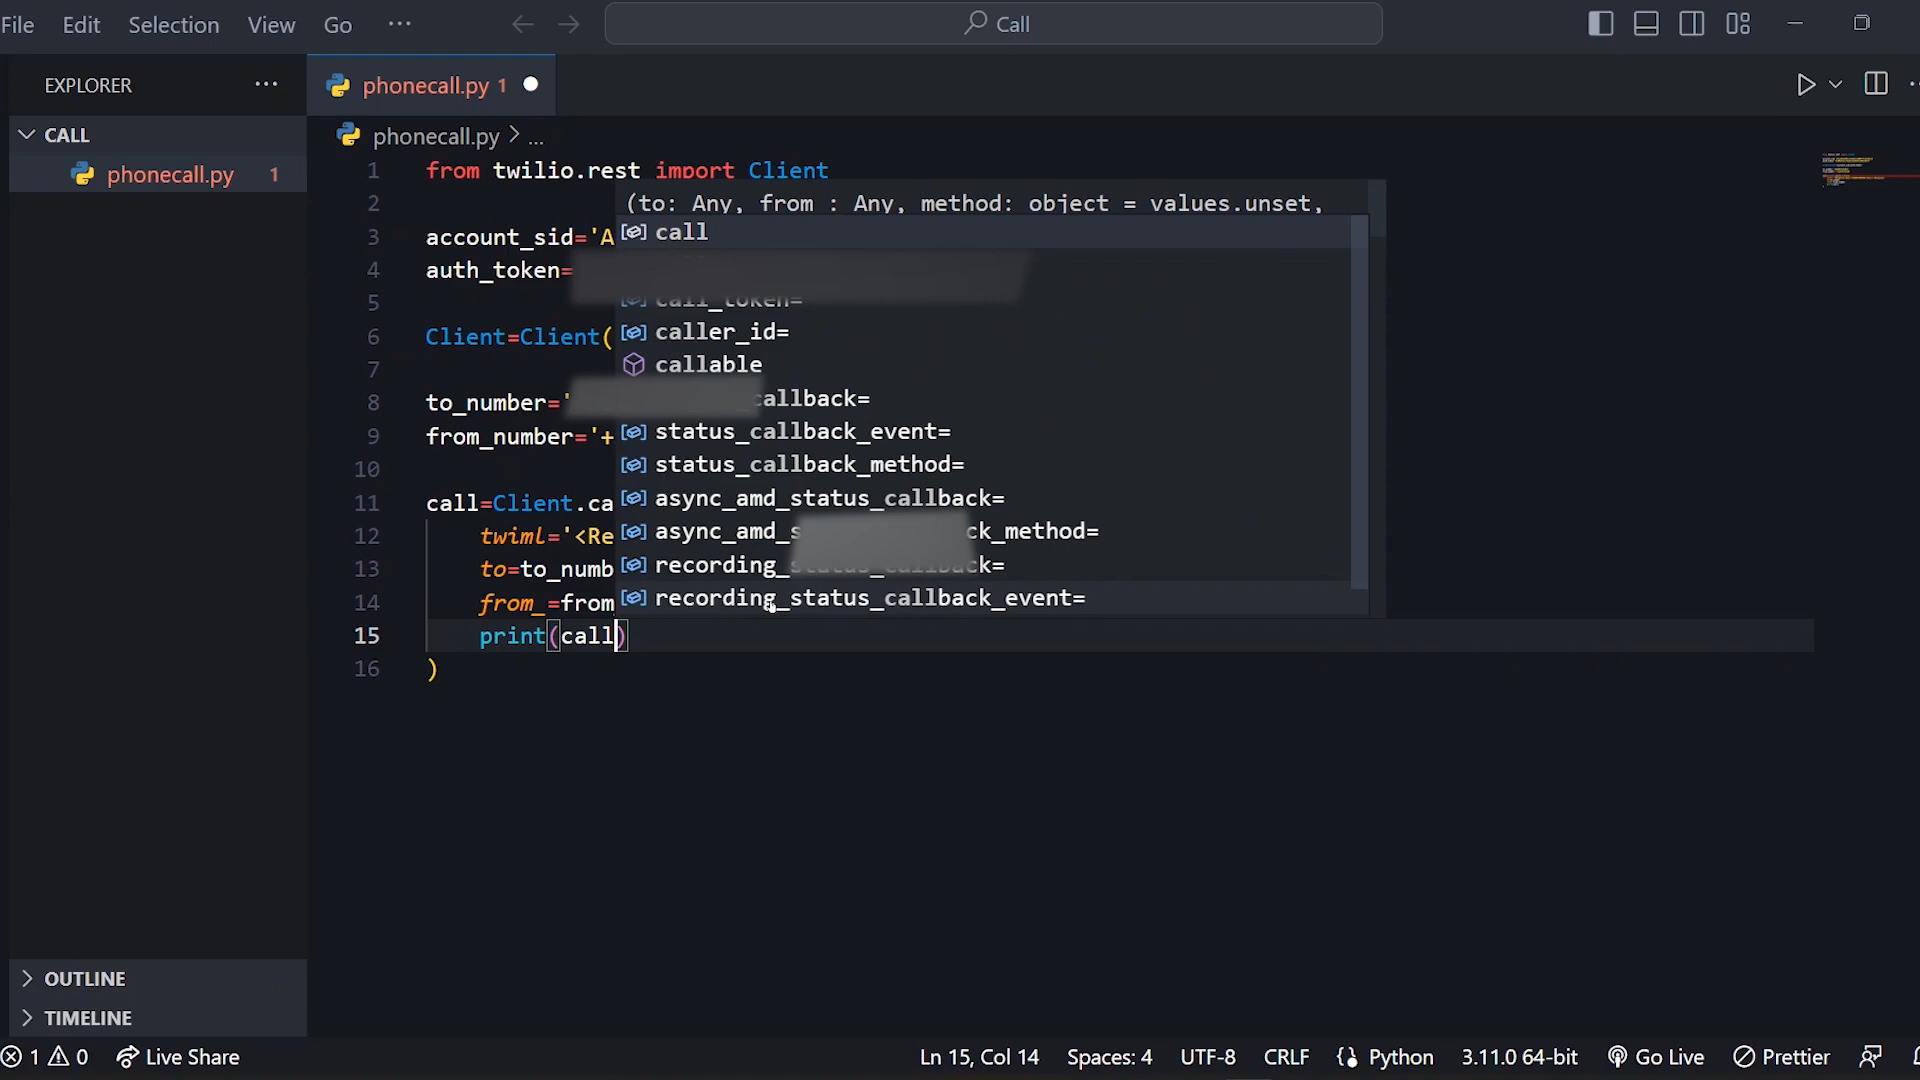 File Edit Selection View Go ···
Call
EXPLORER ···
phonecall.py 1
CALL
phonecall.py 1
phonecall.py > ...
1 from twilio.rest import Client
2
(to: Any, from : Any, method: object = values.unset,
3 account_sid='A
call
4 auth_token=
5
call_token=
6 Client=Client(
caller_id=
7
callable
8 to_number='
callback=
9 from_number='+
status_callback_event=
10
status_callback_method=
11 call=Client.ca
async_amd_status_callback=
12 twiml='<Re
async_amd_s ck_method=
13 to=to_numb
recording_status_callback=
14 from_=from
recording_status_callback_event=
15 print(call)
16 )
OUTLINE
TIMELINE
1 0 Live Share Ln 15, Col 14 Spaces: 4 UTF-8 CRLF Python 3.11.0 64-bit Go Live Prettier